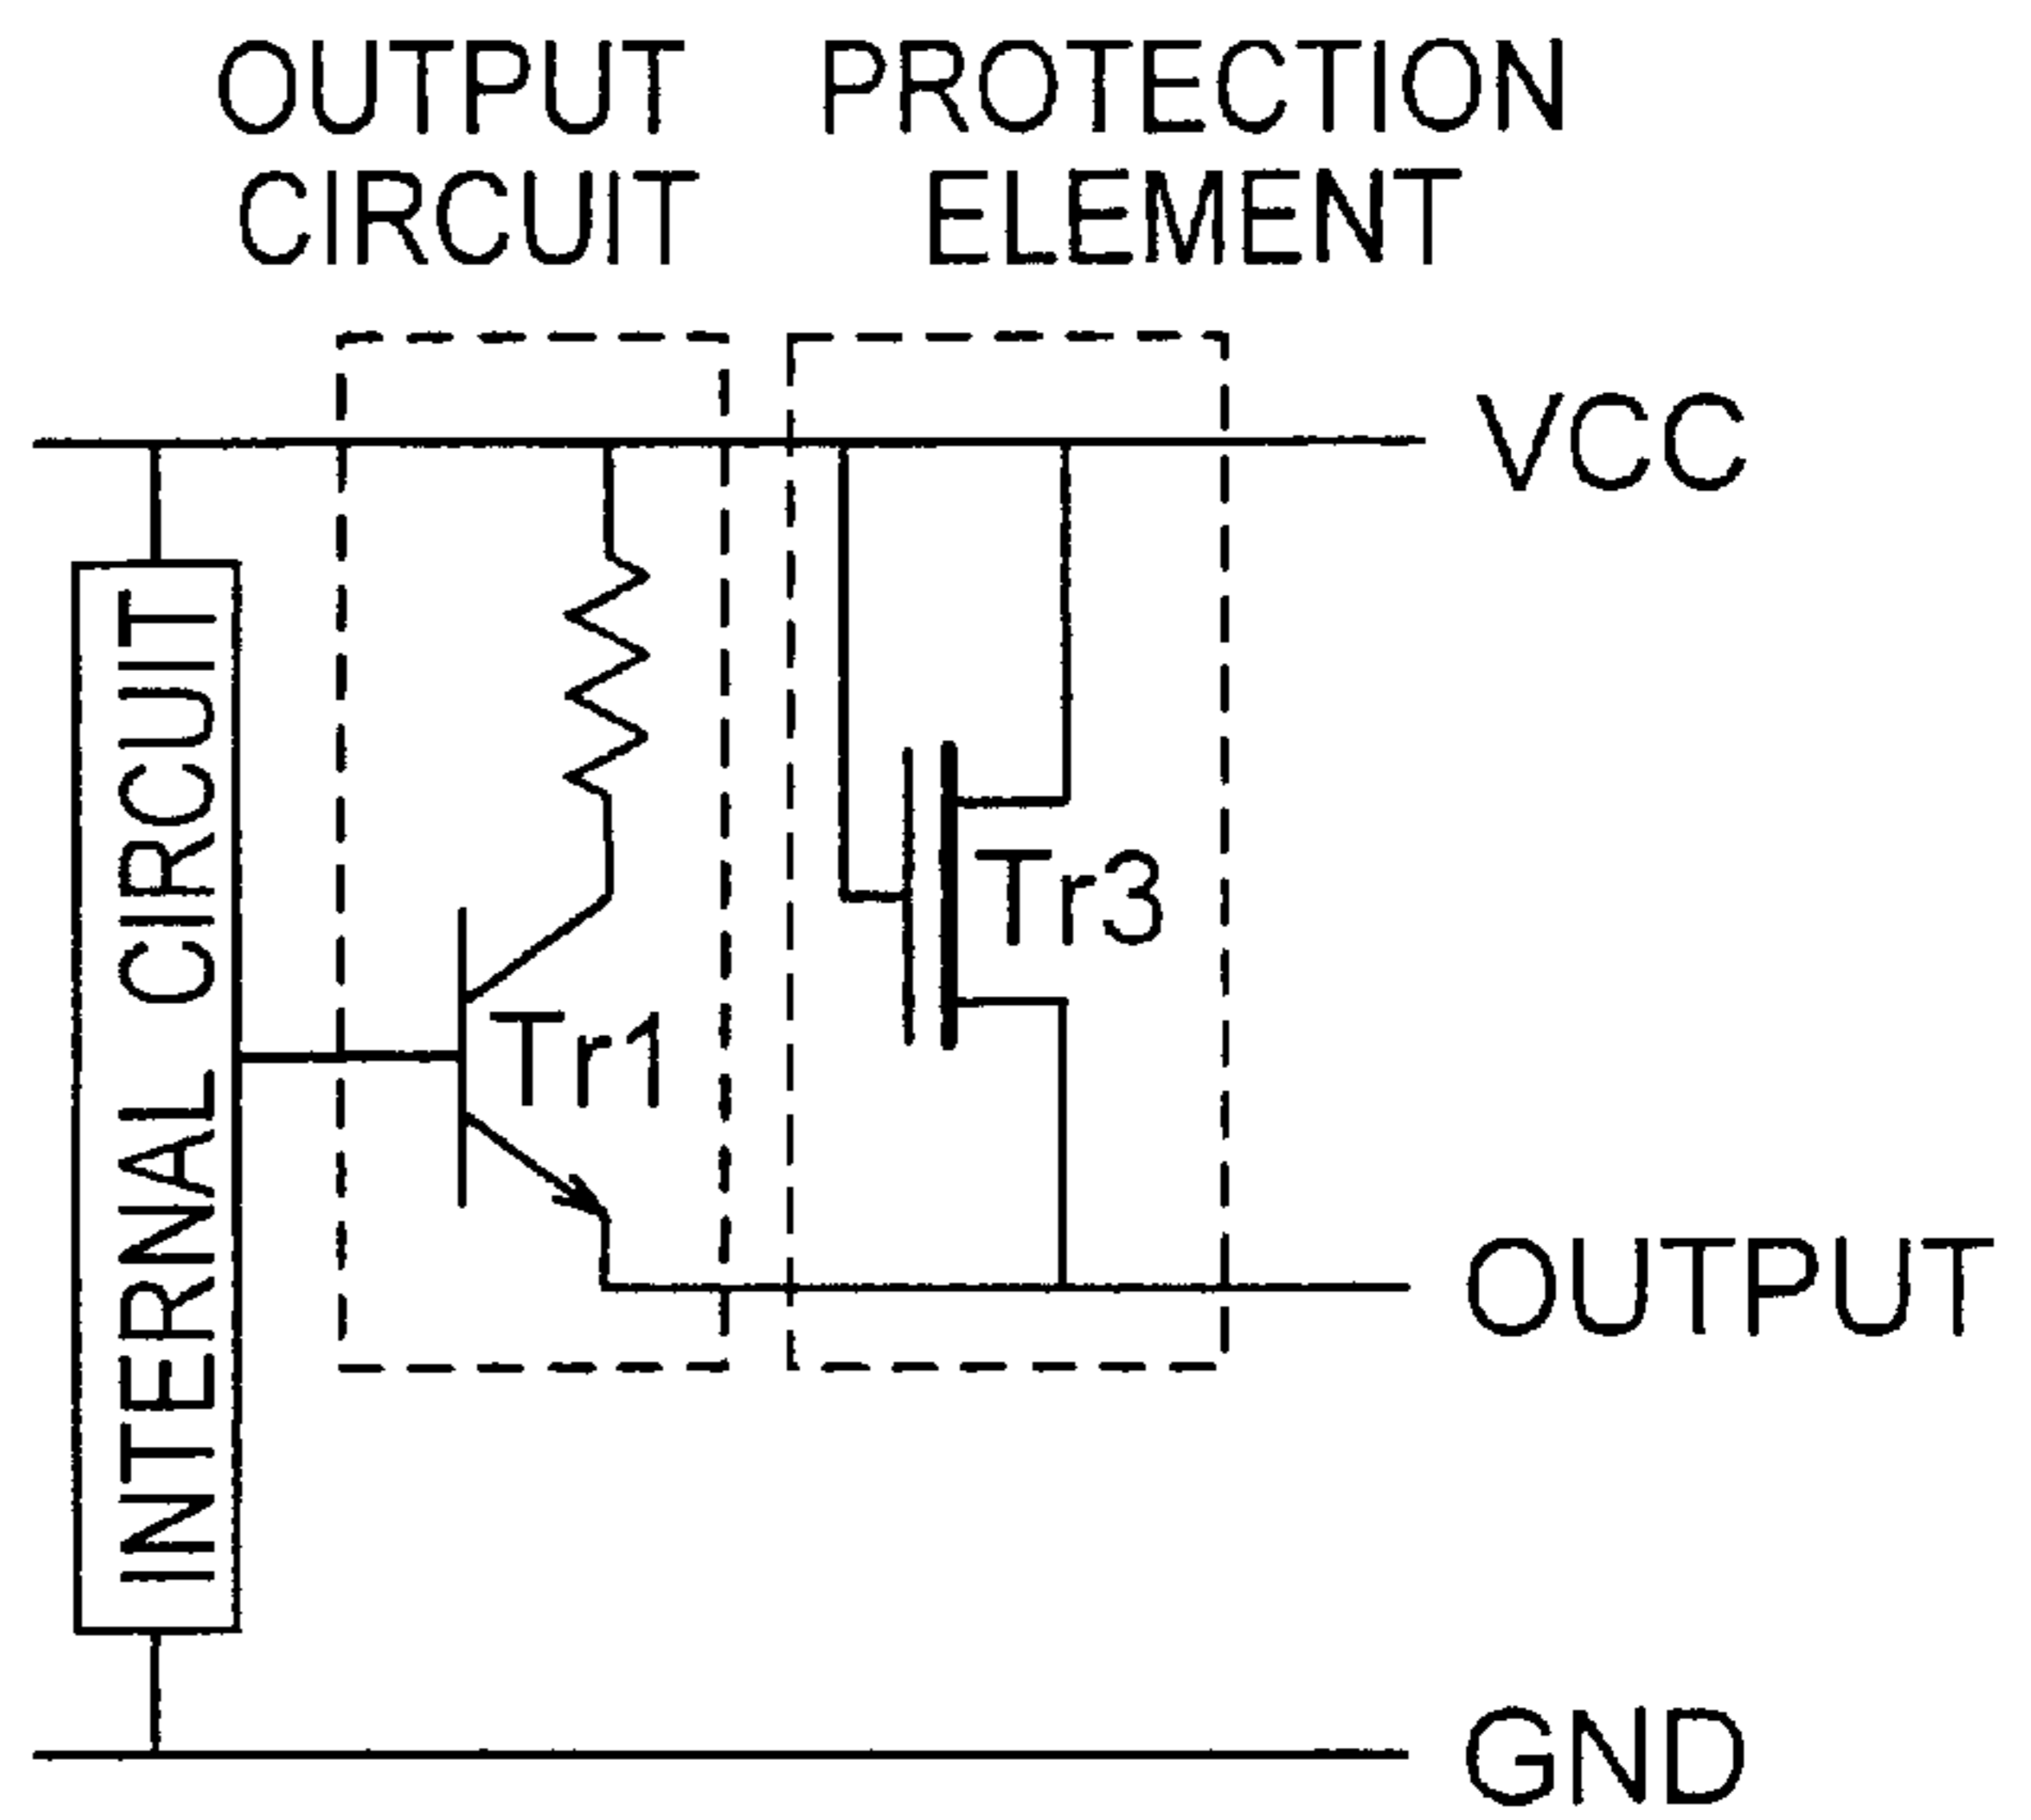 OUTPUT
CIRCUIT
PROTECTION
ELEMENT
VCC
INTERNAL CIRCUIT
Tr3
Tr1
OUTPUT
GND